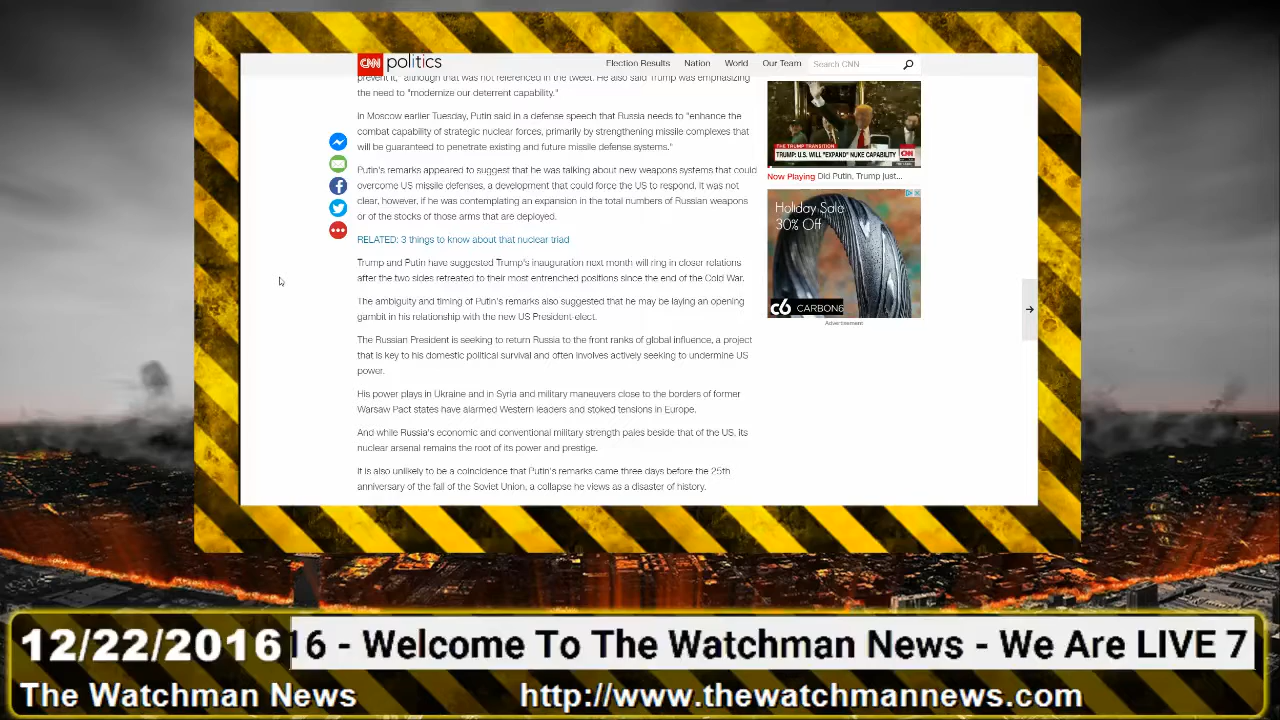 CNN politics
Election Results Nation World Our Team Search CNN
prevent it," although that was not referenced in the tweet. He also said Trump was emphasizing
the need to "modernize our deterrent capability."
In Moscow earlier Tuesday, Putin said in a defense speech that Russia needs to "enhance the
combat capability of strategic nuclear forces, primarily by strengthening missile complexes that
will be guaranteed to penetrate existing and future missile defense systems."
Putin's remarks appeared to suggest that he was talking about new weapons systems that could
overcome US missile defenses, a development that could force the US to respond. It was not
clear, however, if he was contemplating an expansion in the total numbers of Russian weapons
or of the stocks of those arms that are deployed.
RELATED: 3 things to know about that nuclear triad
Trump and Putin have suggested Trump's inauguration next month will ring in closer relations
after the two sides retreated to their most entrenched positions since the end of the Cold War.
The ambiguity and timing of Putin's remarks also suggested that he may be laying an opening
gambit in his relationship with the new US President-elect.
The Russian President is seeking to return Russia to the front ranks of global influence, a project
that is key to his domestic political survival and often involves actively seeking to undermine US
power.
His power plays in Ukraine and in Syria and military maneuvers close to the borders of former
Warsaw Pact states have alarmed Western leaders and stoked tensions in Europe.
And while Russia's economic and conventional military strength pales beside that of the US, its
nuclear arsenal remains the root of its power and prestige.
It is also unlikely to be a coincidence that Putin's remarks came three days before the 25th
anniversary of the fall of the Soviet Union, a collapse he views as a disaster of history.
THE TRUMP TRANSITION
TRUMP: U.S. WILL "EXPAND" NUKE CAPABILITY
CNN
Now Playing Did Putin, Trump just...
Holiday Sale
30% Off
c6 CARBON6
Advertisement
12/22/2016 16 - Welcome To The Watchman News - We Are LIVE 7
The Watchman News http://www.thewatchmannews.com